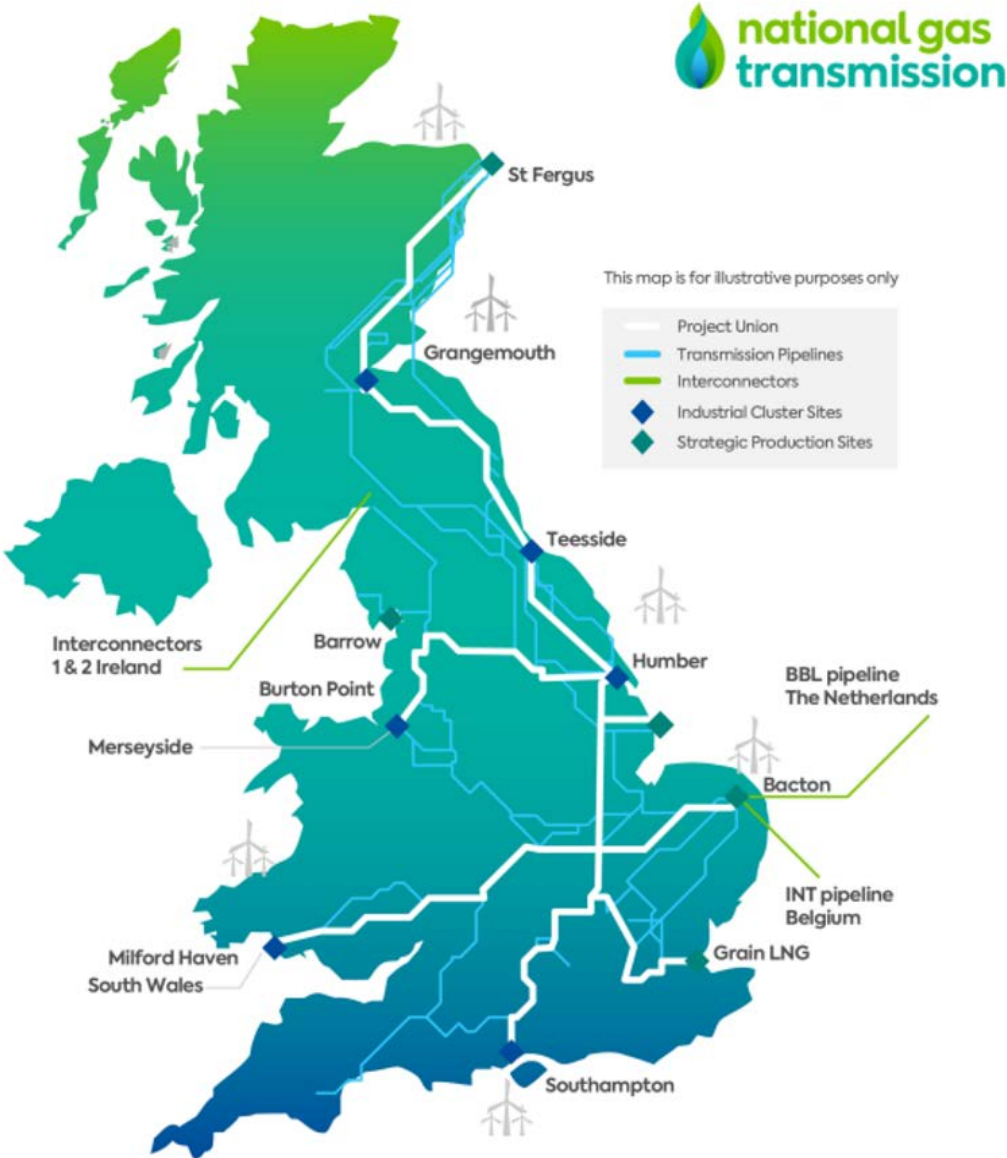 national gas
transmission
St Fergus
This map is for illustrative purposes only
Project Union
Transmission Pipelines
Interconnectors
Industrial Cluster Sites
Strategic Production Sites
Grangemouth
Teesside
Interconnectors
1 & 2 Ireland
Barrow
Humber
Burton Point
BBL pipeline
The Netherlands
Merseyside
Bacton
INT pipeline
Belgium
Milford Haven
South Wales
Grain LNG
Southampton